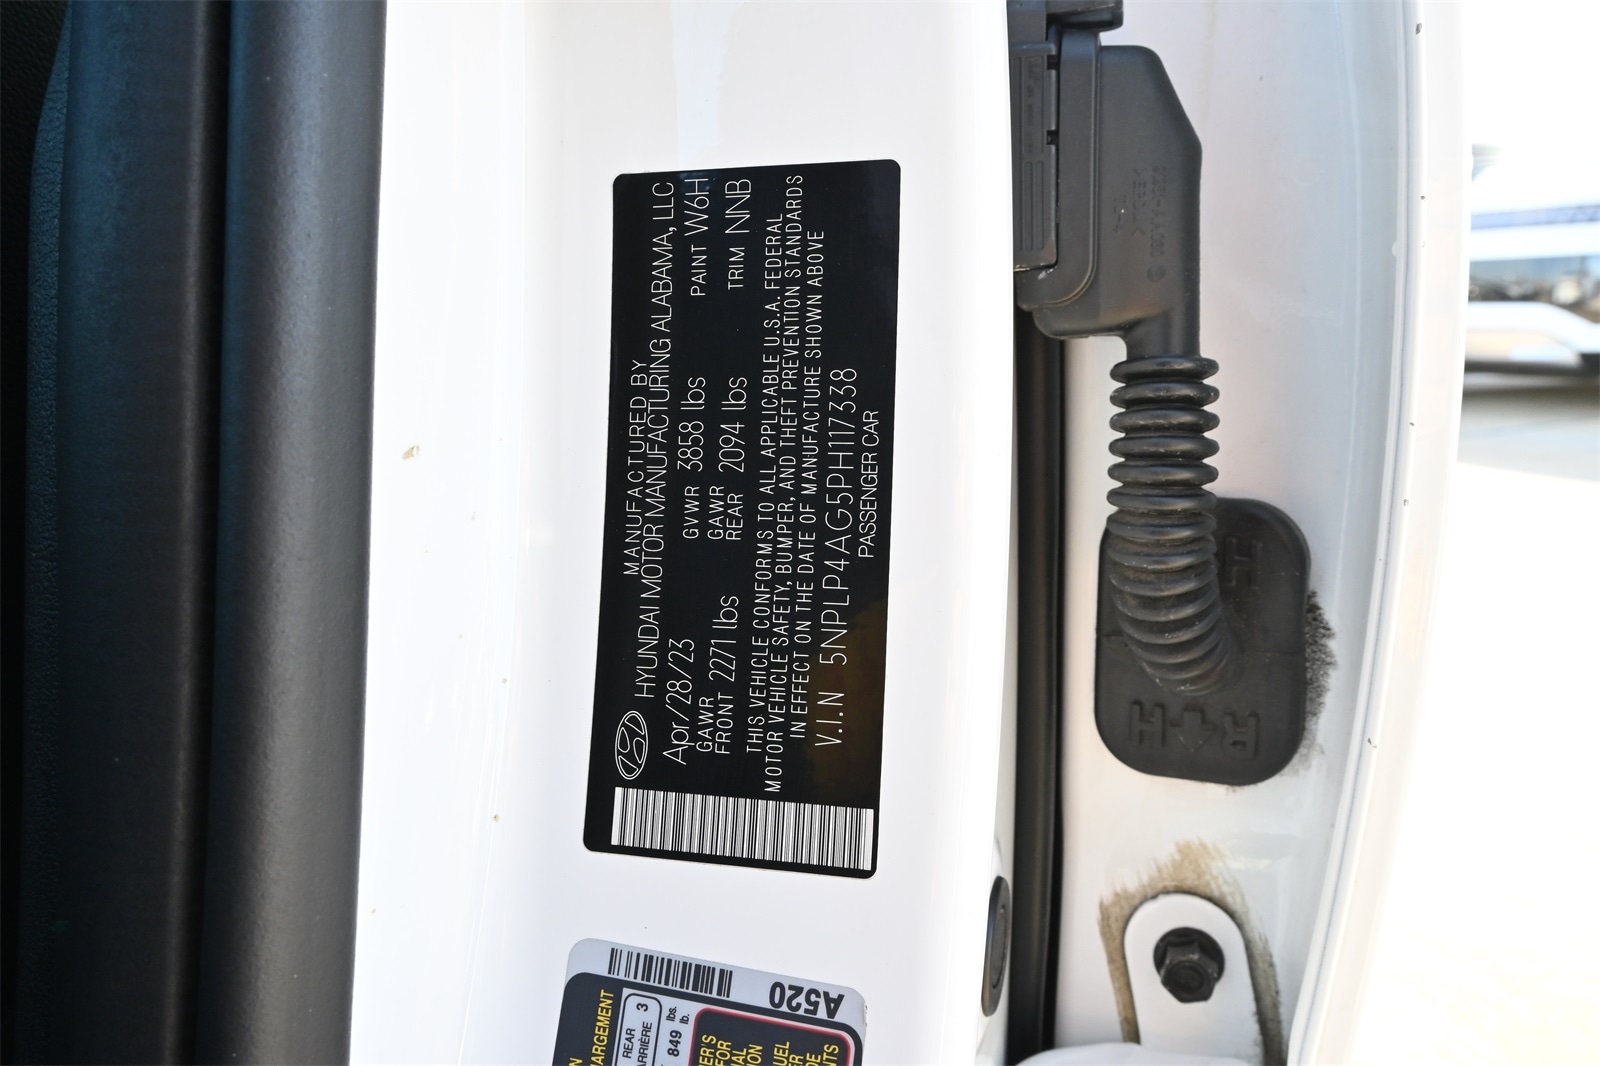 MANUFACTURED BY
HYUNDAI MOTOR MANUFACTURING ALABAMA, LLC
Apr/28/23 GVWR 3858 lbs PAINT W6H
GAWR FRONT 2271 lbs GAWR REAR 2094 lbs TRIM NNB
THIS VEHICLE CONFORMS TO ALL APPLICABLE U.S.A. FEDERAL
MOTOR VEHICLE SAFETY, BUMPER, AND THEFT PREVENTION STANDARDS
IN EFFECT ON THE DATE OF MANUFACTURE SHOWN ABOVE
V.I.N 5NPLP4AG5PH117338
PASSENGER CAR
A520
REAR 3
849 lbs.
lb.
R+H